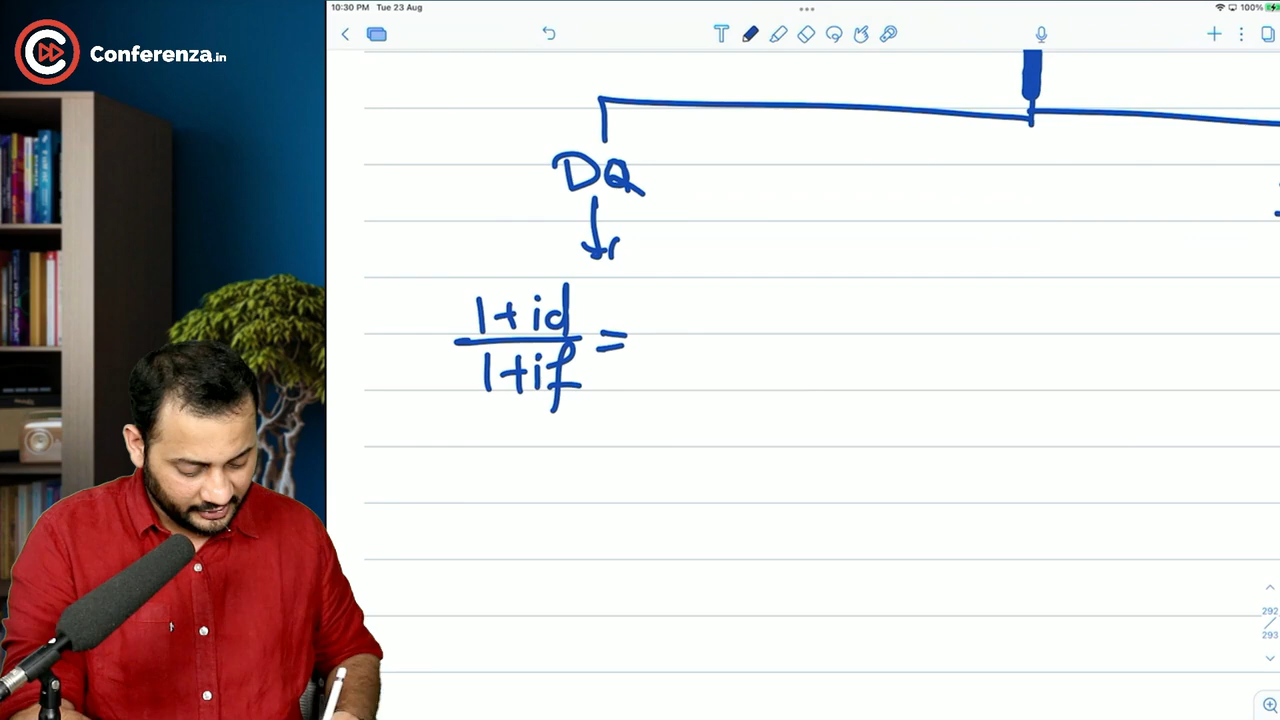 10:30 PM Tue 23 Aug
100%
Conferenza.in
T
DQ
1+id
1+if
=
292
293